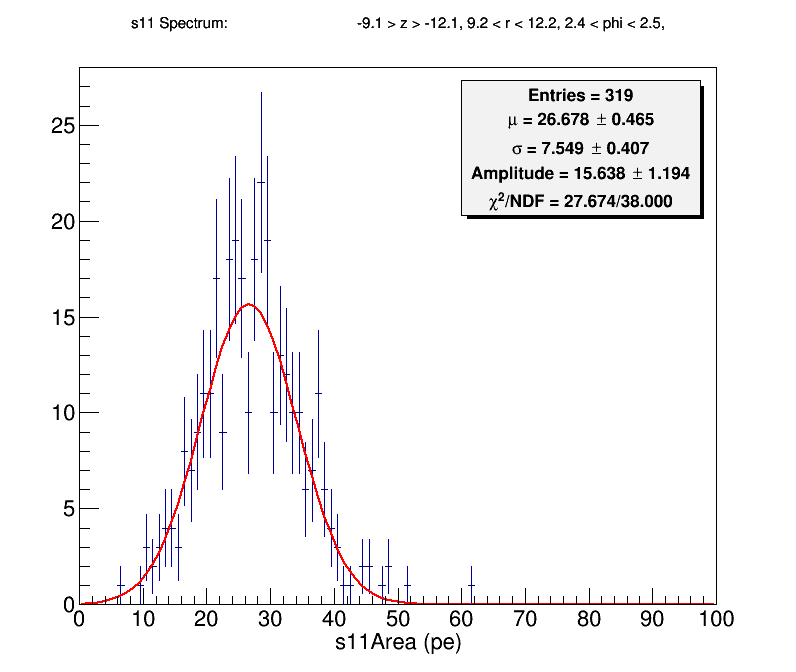 s11 Spectrum: -9.1 > z > -12.1, 9.2 < r < 12.2, 2.4 < phi < 2.5,
Entries = 319
μ = 26.678 ± 0.465
σ = 7.549 ± 0.407
Amplitude = 15.638 ± 1.194
χ²/NDF = 27.674/38.000
25
20
15
10
5
0
0 10 20 30 40 50 60 70 80 90 100
s11Area (pe)